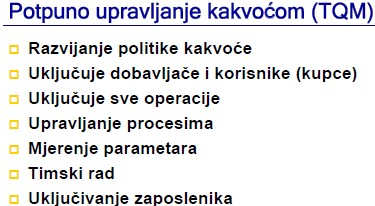 Potpuno upravljanje kakvoćom (TQM)
Razvijanje politike kakvoće
Uključuje dobavljače i korisnike (kupce)
Uključuje sve operacije
Upravljanje procesima
Mjerenje parametara
Timski rad
Uključivanje zaposlenika